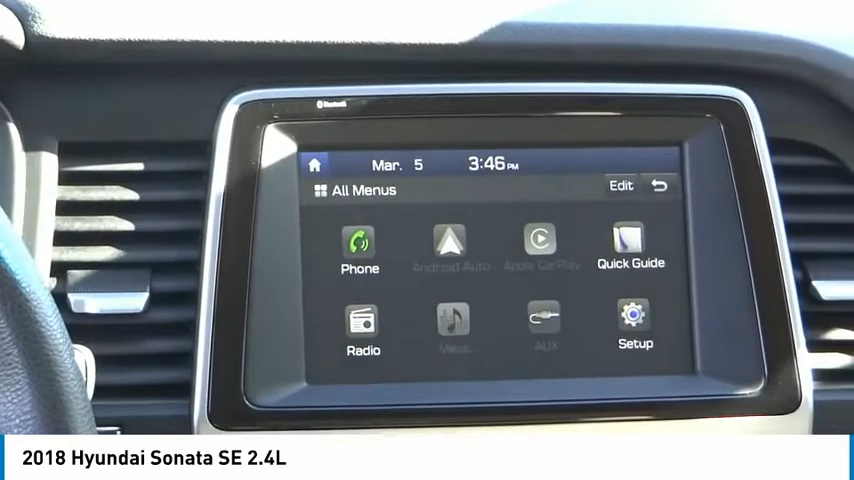 Bluetooth
Mar. 5 3:46 PM
All Menus Edit
Phone Android Auto Apple CarPlay Quick Guide
Radio Music AUX Setup
2018 Hyundai Sonata SE 2.4L